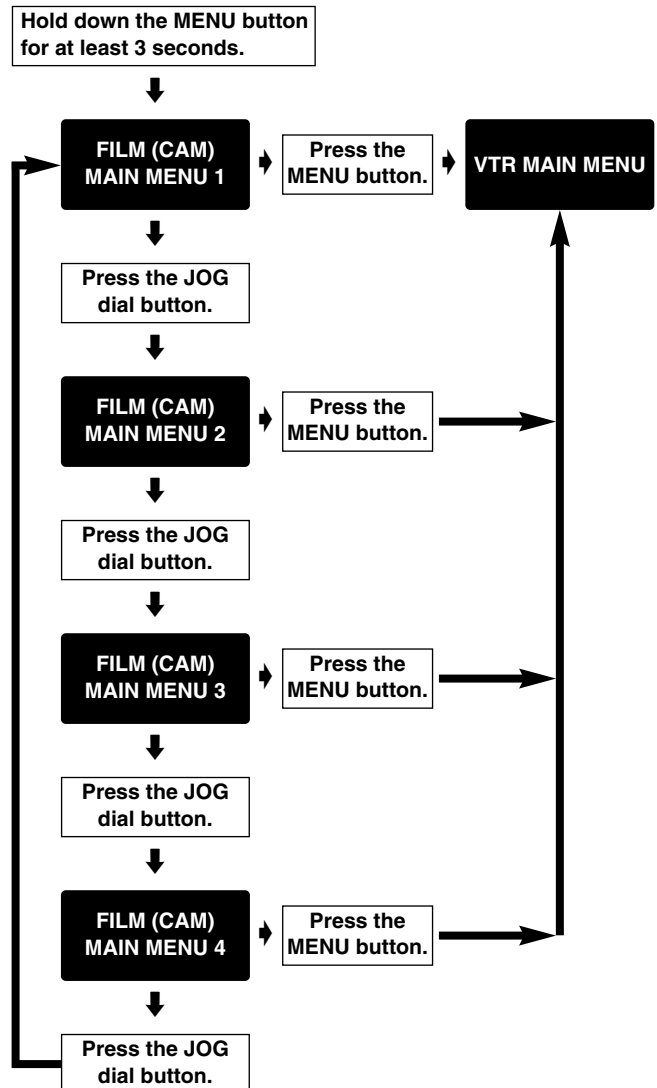 Hold down the MENU button
for at least 3 seconds.
FILM (CAM)
MAIN MENU 1
Press the
MENU button.
VTR MAIN MENU
Press the JOG
dial button.
FILM (CAM)
MAIN MENU 2
Press the
MENU button.
Press the JOG
dial button.
FILM (CAM)
MAIN MENU 3
Press the
MENU button.
Press the JOG
dial button.
FILM (CAM)
MAIN MENU 4
Press the
MENU button.
Press the JOG
dial button.